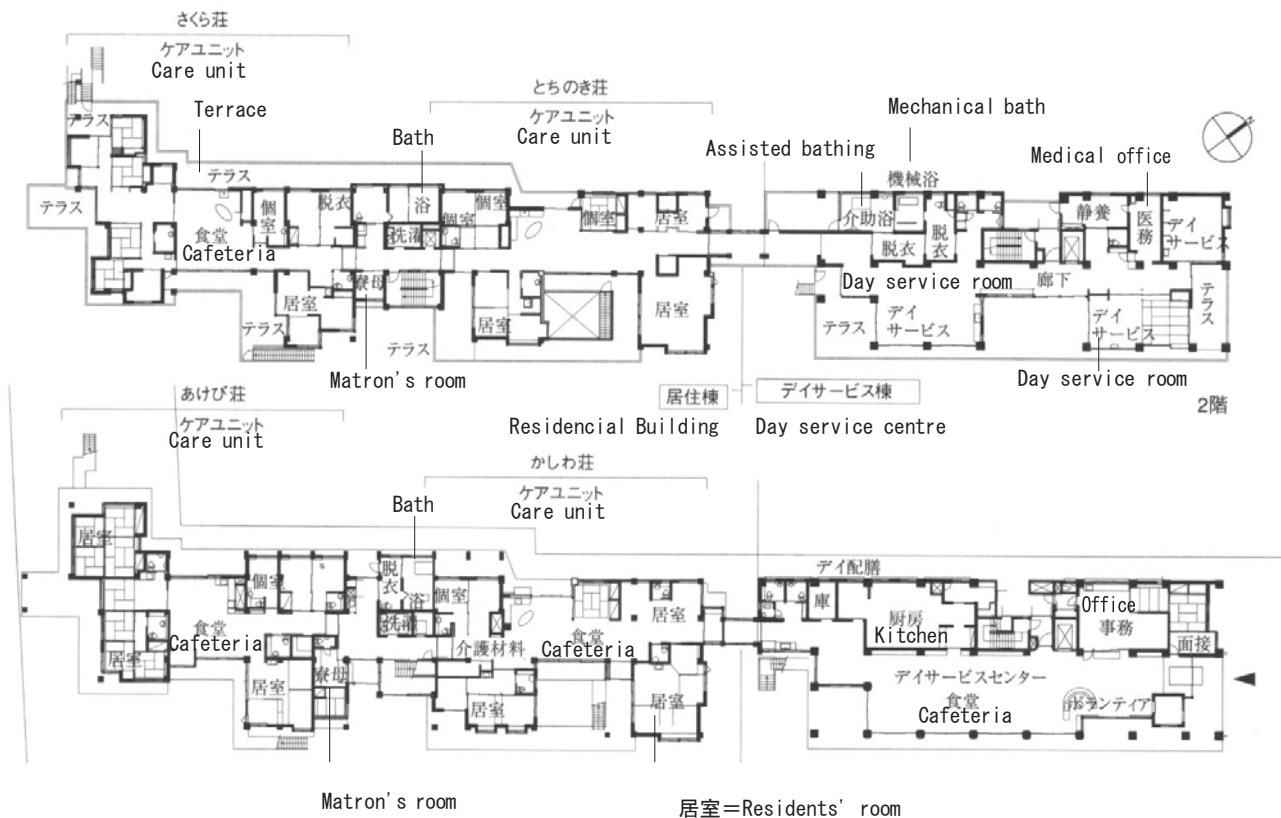 さくら荘
ケアユニット
Care unit
とちのき荘
ケアユニット
Care unit
Terrace
Bath
Mechanical bath
Assisted bathing
Medical office
機械浴
テラス
テラス
テラス
食堂
Cafeteria
個室
脱衣
浴
洗濯
個室
個室
個室
居室
介助浴
脱衣
脱衣
静養
医務
デイ
サービス
Day service room
廊下
寮母
居室
居室
居室
テラス
テラス
テラス
デイ
サービス
デイ
サービス
テラス
Matron's room
Day service room
居住棟
デイサービス棟
2階
Residencial Building
Day service centre
あけび荘
ケアユニット
Care unit
かしわ荘
ケアユニット
Care unit
Bath
居室
個室
脱衣
浴
洗濯
個室
居室
デイ配膳
庫
厨房
Kitchen
Office
事務
面接
食堂
Cafeteria
居室
介護材料
食堂
Cafeteria
寮母
居室
居室
居室
デイサービスセンター
食堂
Cafeteria
ボランティア
Matron's room
居室=Residents' room